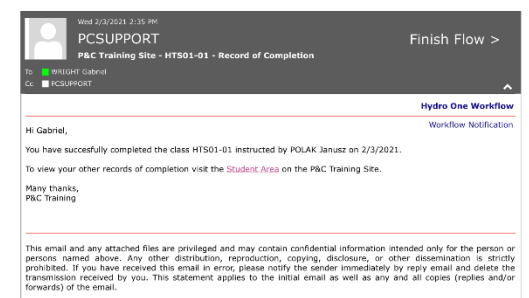 Wed 2/3/2021 2:35 PM
PCSUPPORT
Finish Flow >
P&C Training Site - HTS01-01 - Record of Completion
To WRIGHT Gabriel
Cc PCSUPPORT
Hydro One Workflow
Workflow Notification
Hi Gabriel,
You have succesfully completed the class HTS01-01 instructed by POLAK Janusz on 2/3/2021.
To view your other records of completion visit the Student Area on the P&C Training Site.
Many thanks,
P&C Training
This email and any attached files are privileged and may contain confidential information intended only for the person or
persons named above. Any other distribution, reproduction, copying, disclosure, or other dissemination is strictly
prohibited. If you have received this email in error, please notify the sender immediately by reply email and delete the
transmission received by you. This statement applies to the initial email as well as any and all copies (replies and/or
forwards) of the email.